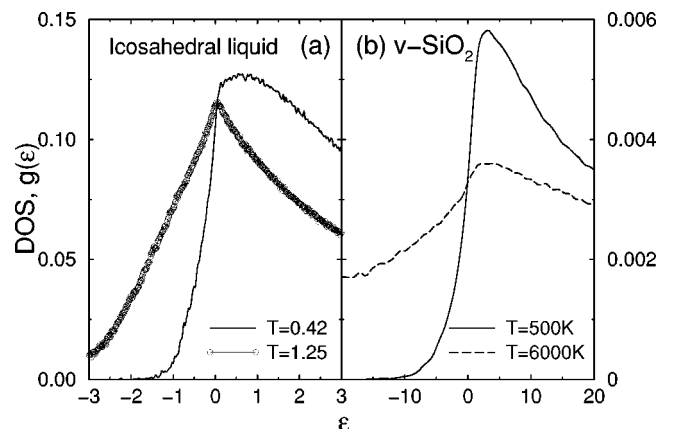 Icosahedral liquid (a)
(b) v-SiO₂
DOS, g(ε)
0.15
0.10
0.05
0.00
0.006
0.004
0.002
0
T=0.42
T=1.25
T=500K
T=6000K
-3 -2 -1 0 1 2 3
-10 0 10 20
ε